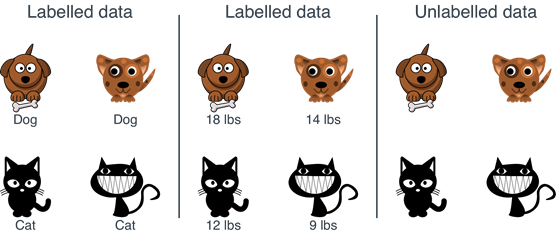 Labelled data
Labelled data
Unlabelled data
Dog
Dog
18 lbs
14 lbs
Cat
Cat
12 lbs
9 lbs